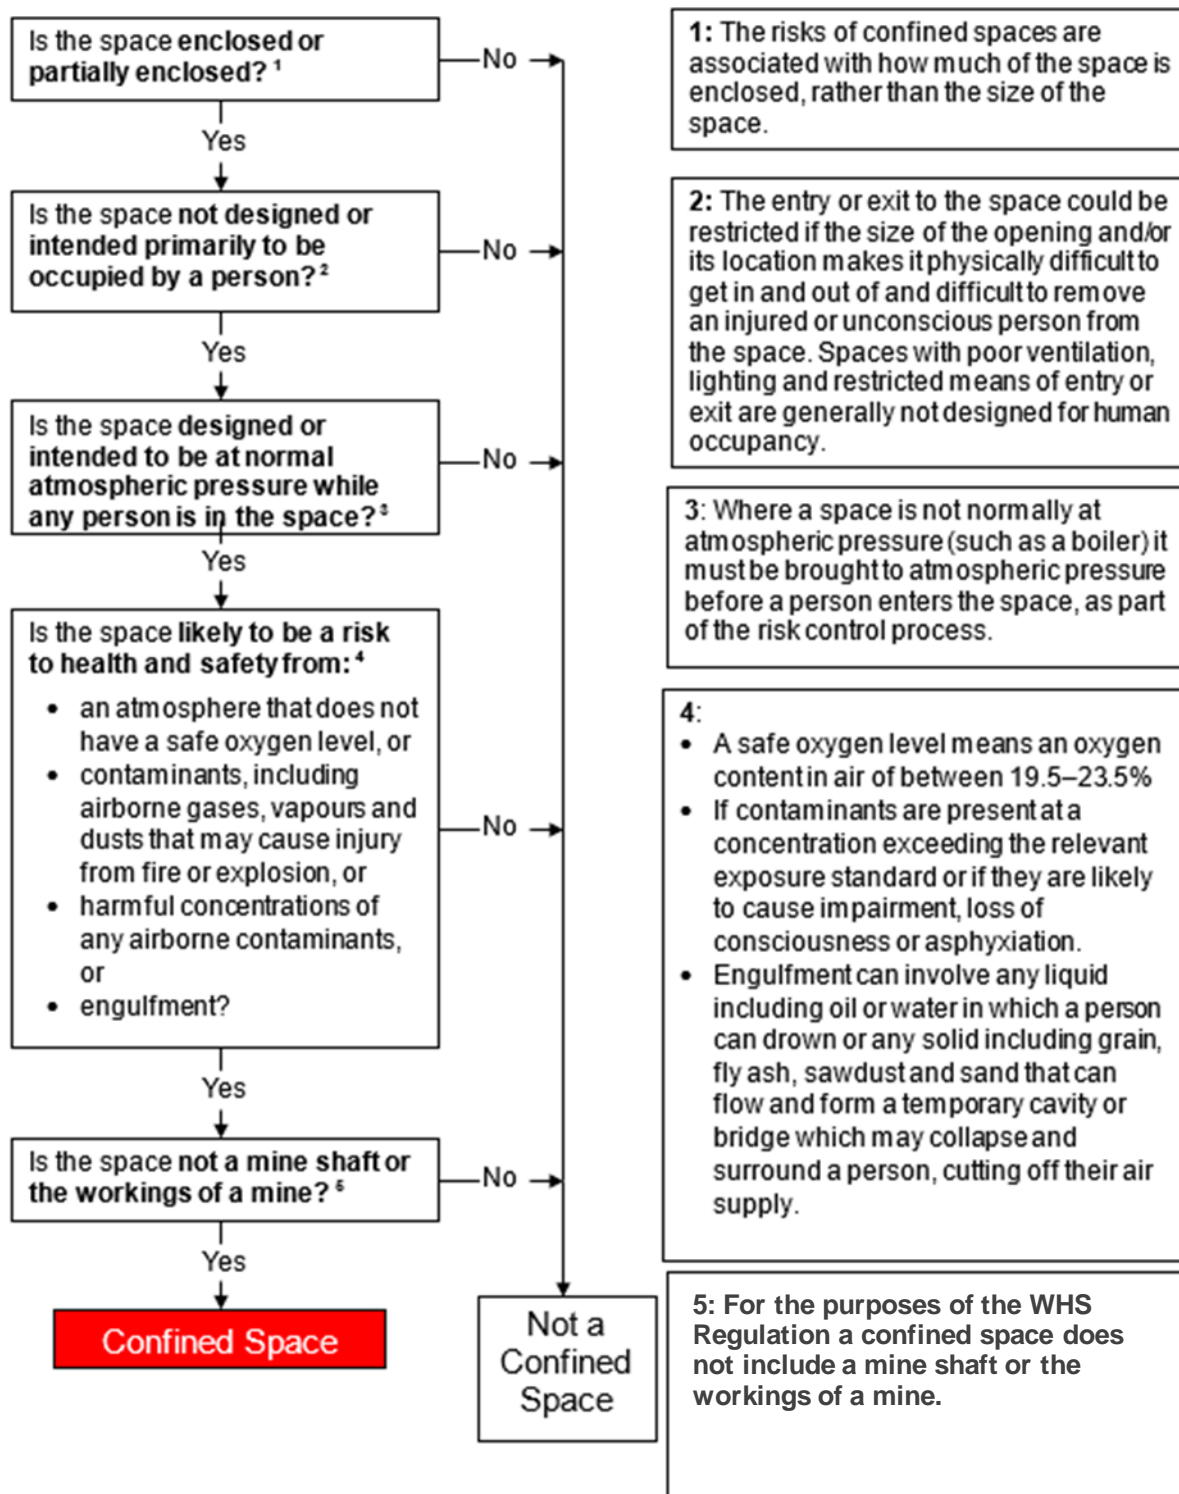 Is the space enclosed or
partially enclosed? ¹
No
Yes
Is the space not designed or
intended primarily to be
occupied by a person? ²
No
Yes
Is the space designed or
intended to be at normal
atmospheric pressure while
any person is in the space? ³
No
Yes
Is the space likely to be a risk
to health and safety from: ⁴
• an atmosphere that does not
have a safe oxygen level, or
• contaminants, including
airborne gases, vapours and
dusts that may cause injury
from fire or explosion, or
• harmful concentrations of
any airborne contaminants,
or
• engulfment?
No
Yes
Is the space not a mine shaft or
the workings of a mine? ⁵
No
Yes
Confined Space
Not a
Confined
Space
1: The risks of confined spaces are
associated with how much of the space is
enclosed, rather than the size of the
space.
2: The entry or exit to the space could be
restricted if the size of the opening and/or
its location makes it physically difficult to
get in and out of and difficult to remove
an injured or unconscious person from
the space. Spaces with poor ventilation,
lighting and restricted means of entry or
exit are generally not designed for human
occupancy.
3: Where a space is not normally at
atmospheric pressure (such as a boiler) it
must be brought to atmospheric pressure
before a person enters the space, as part
of the risk control process.
4:
• A safe oxygen level means an oxygen
content in air of between 19.5–23.5%
• If contaminants are present at a
concentration exceeding the relevant
exposure standard or if they are likely
to cause impairment, loss of
consciousness or asphyxiation.
• Engulfment can involve any liquid
including oil or water in which a person
can drown or any solid including grain,
fly ash, sawdust and sand that can
flow and form a temporary cavity or
bridge which may collapse and
surround a person, cutting off their air
supply.
5: For the purposes of the WHS
Regulation a confined space does
not include a mine shaft or the
workings of a mine.